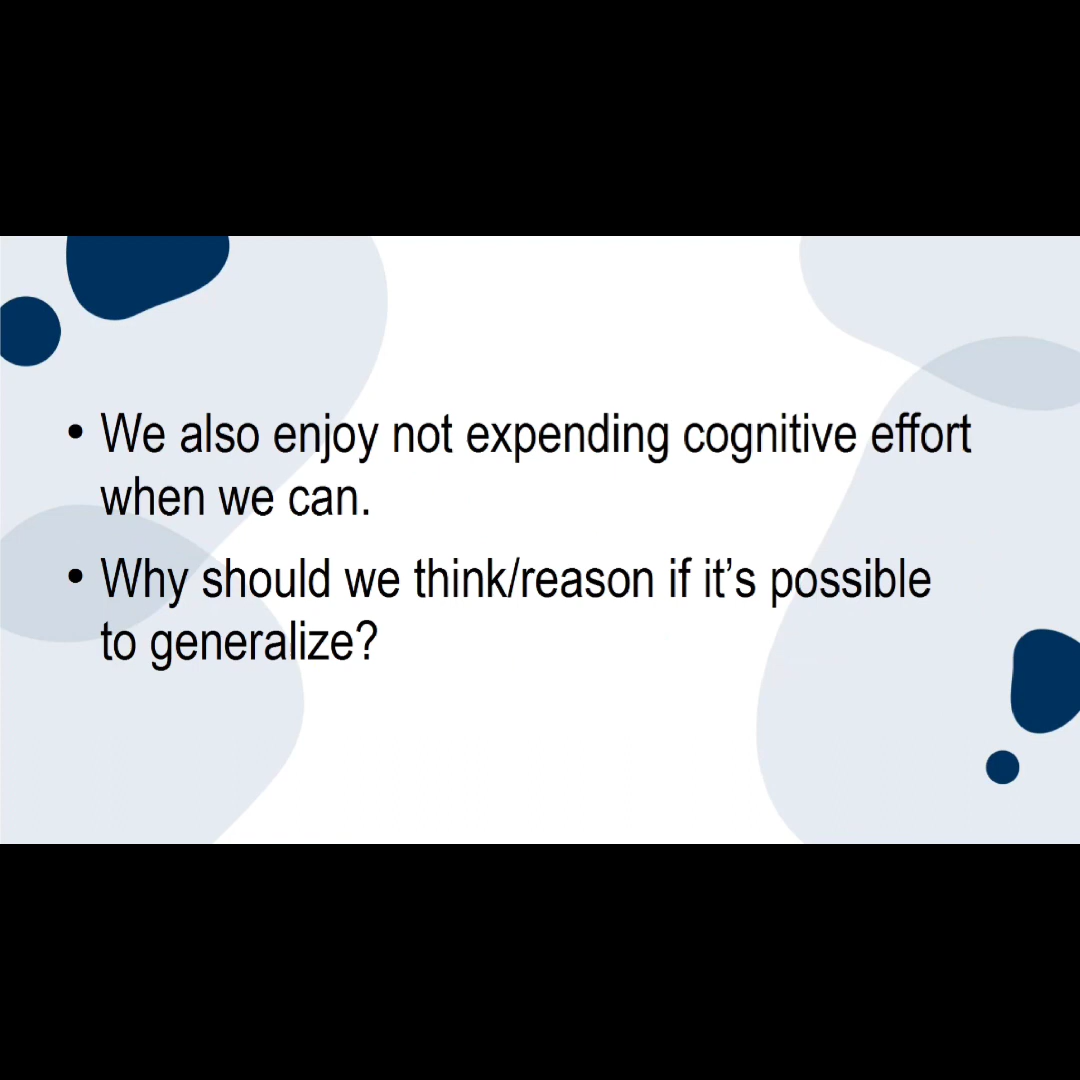 • We also enjoy not expending cognitive effort
when we can.
• Why should we think/reason if it’s possible
to generalize?